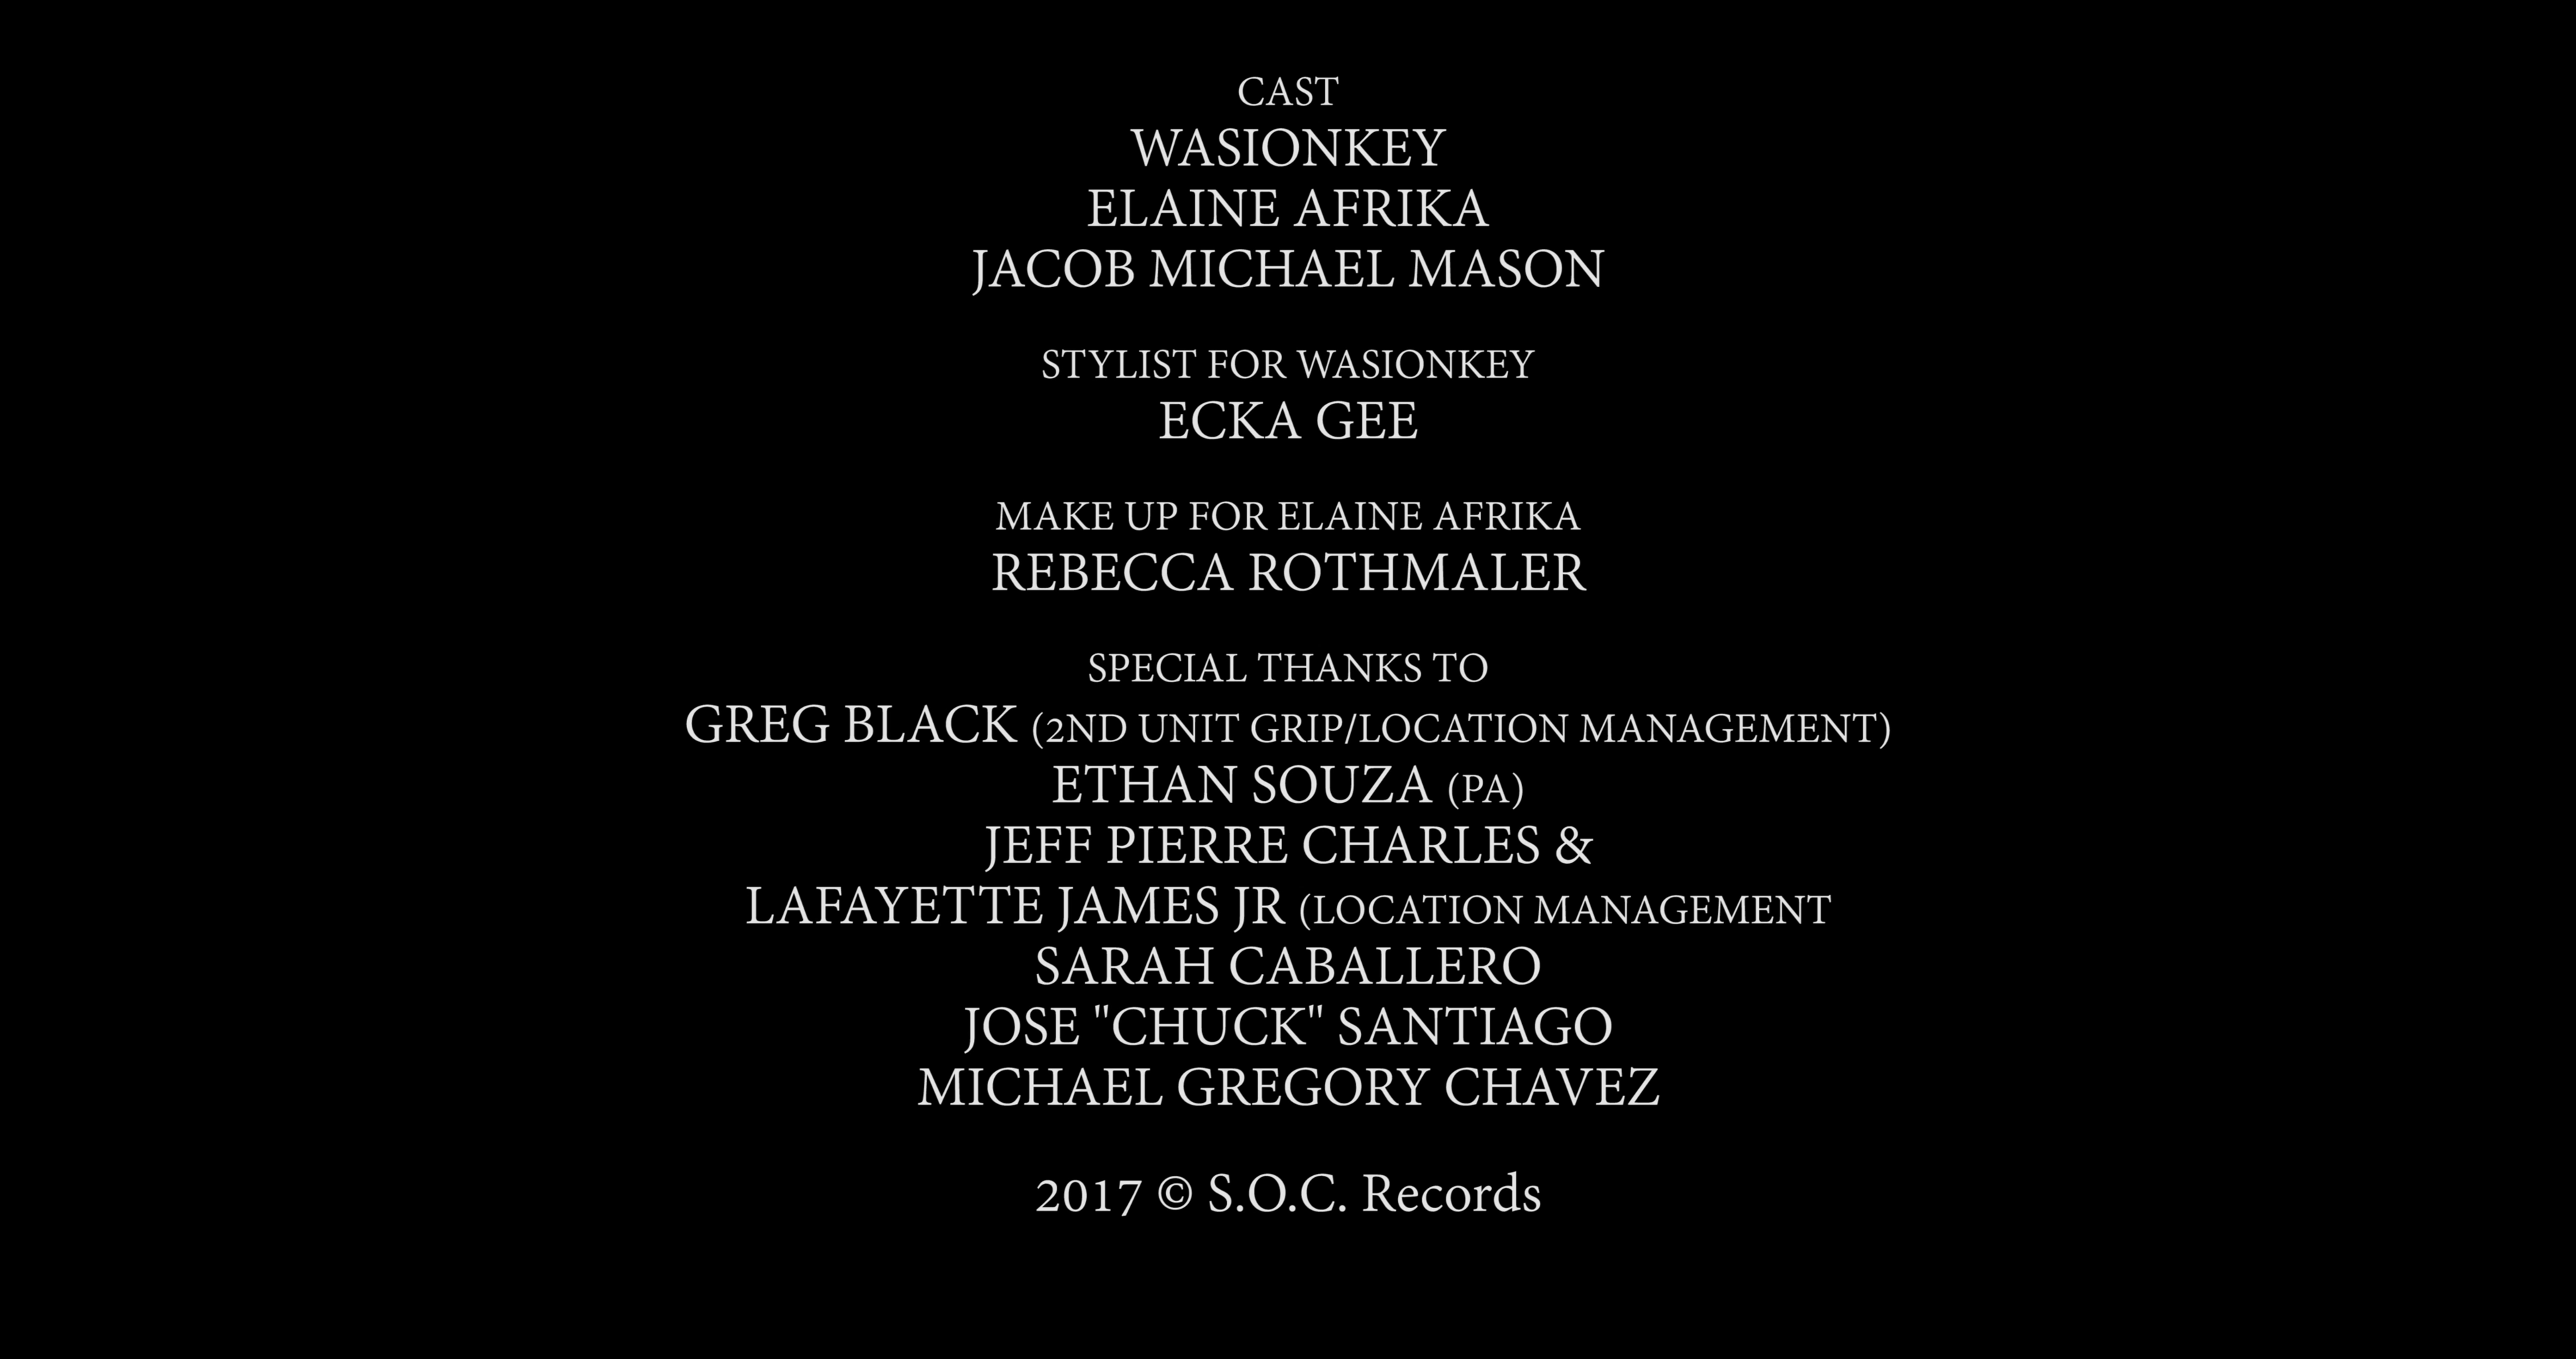 CAST
WASIONKEY
ELAINE AFRIKA
JACOB MICHAEL MASON
STYLIST FOR WASIONKEY
ECKA GEE
MAKE UP FOR ELAINE AFRIKA
REBECCA ROTHMALER
SPECIAL THANKS TO
GREG BLACK (2ND UNIT GRIP/LOCATION MANAGEMENT)
ETHAN SOUZA (PA)
JEFF PIERRE CHARLES &
LAFAYETTE JAMES JR (LOCATION MANAGEMENT
SARAH CABALLERO
JOSE "CHUCK" SANTIAGO
MICHAEL GREGORY CHAVEZ
2017 © S.O.C. Records